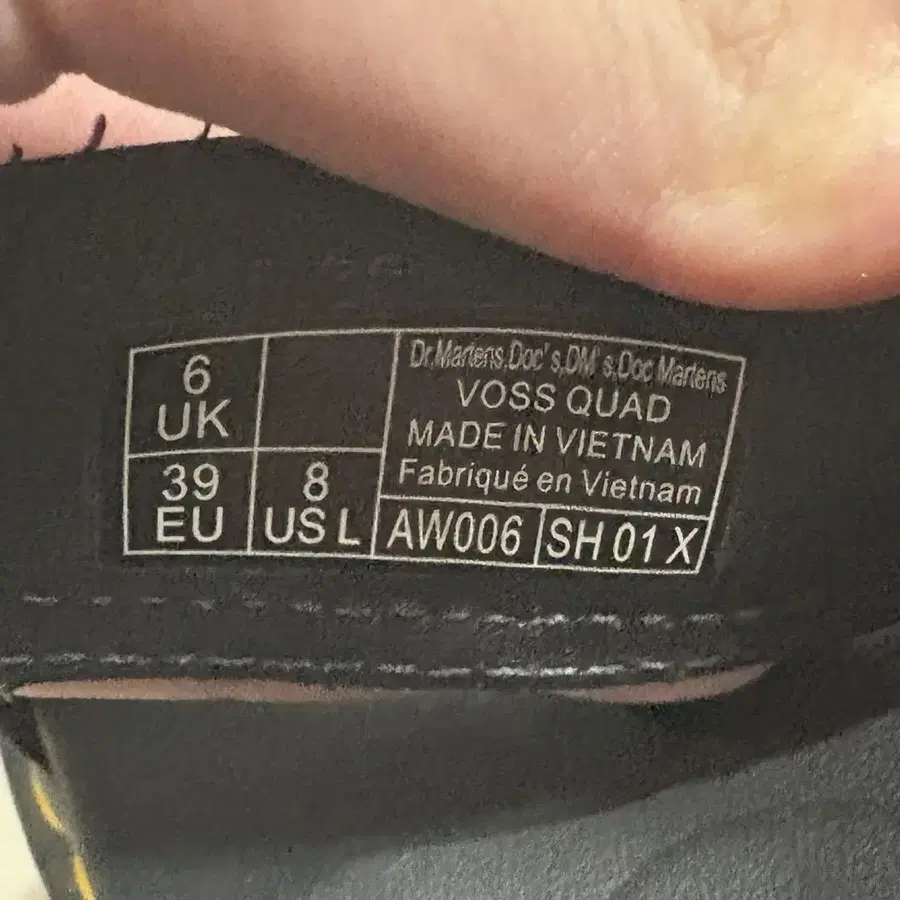 6
UK
39
EU
8
US L
Dr.Martens.Doc's,DM's.Doc Martens
VOSS QUAD
MADE IN VIETNAM
Fabriqué en Vietnam
AW006
SH 01 X